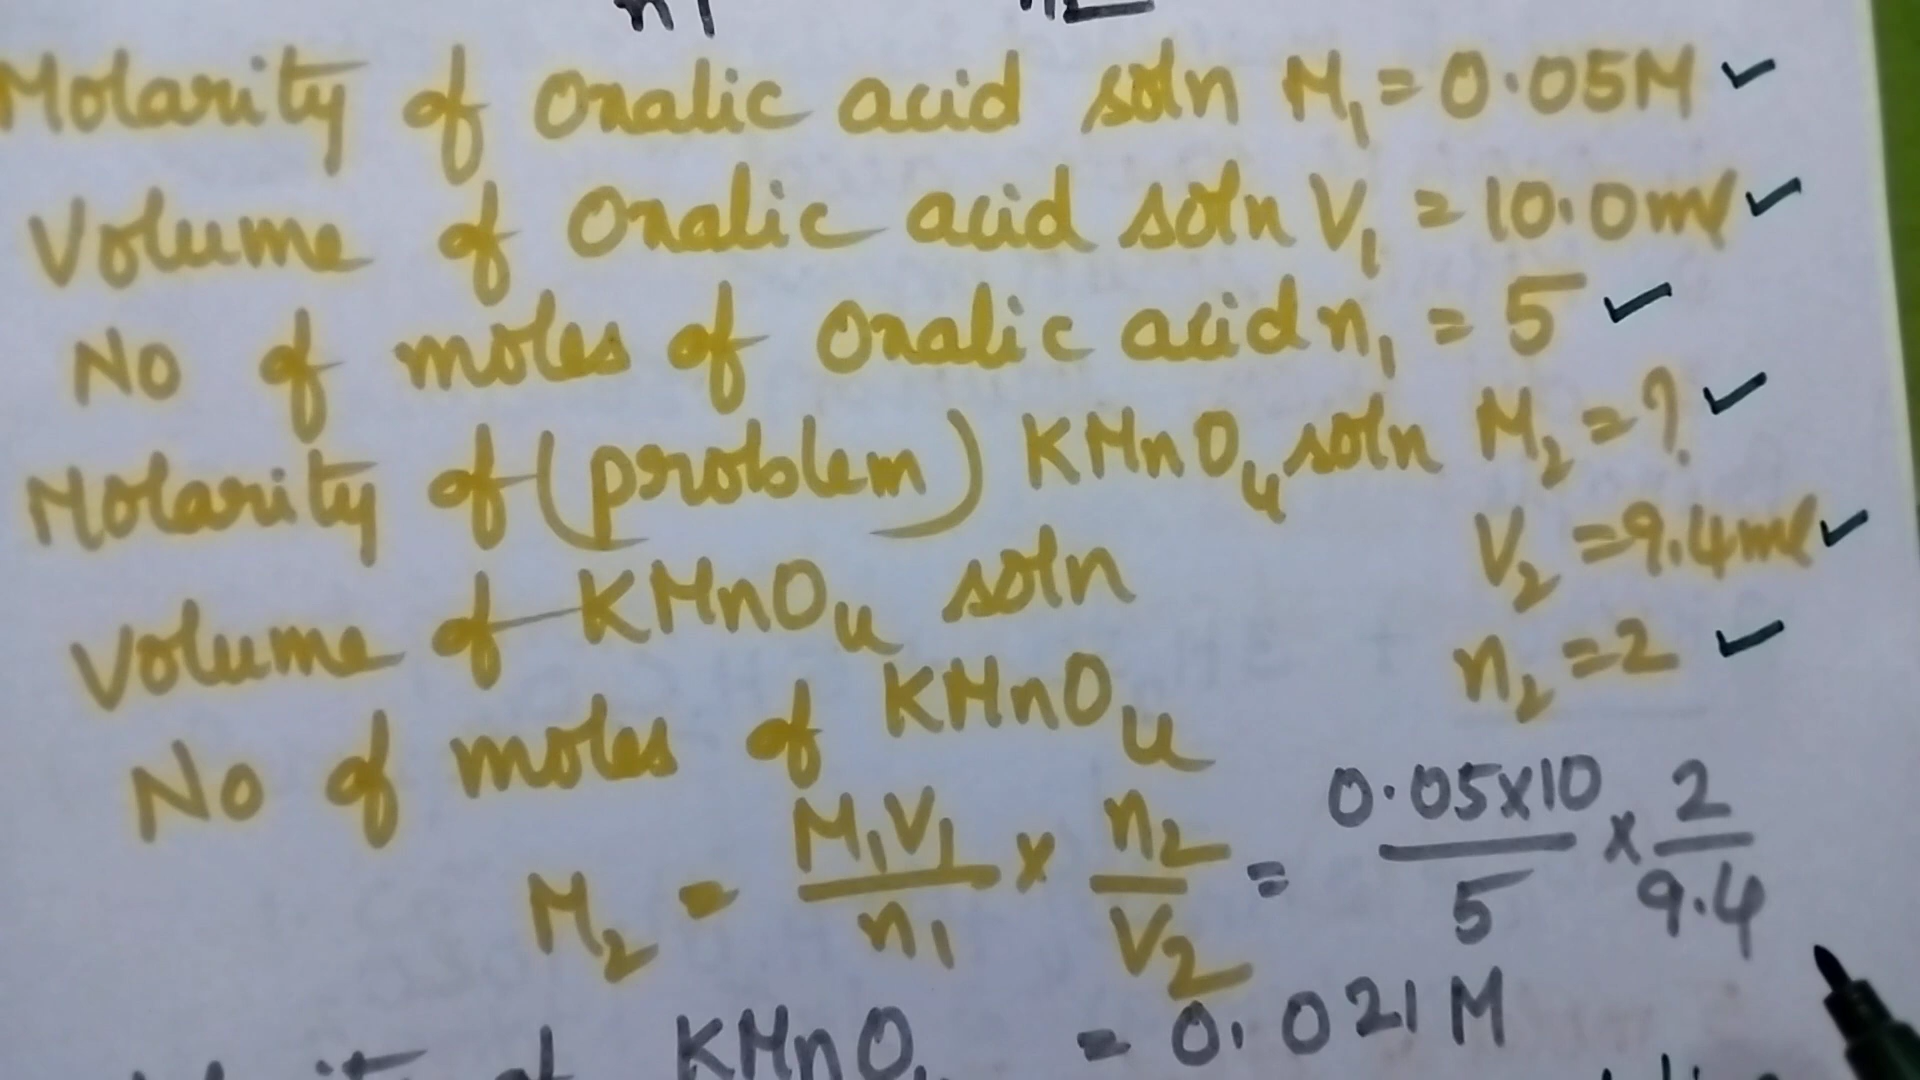 n1 n2
Molarity of Oxalic acid soln M1 = 0.05M ✓
Volume of Oxalic acid soln V1 = 10.0ml ✓
No of moles of Oxalic acid n1 = 5 ✓
Molarity of (problem) KMnO4 soln M2 = ? ✓
Volume of KMnO4 soln V2 = 9.4ml ✓
No of moles of KMnO4 n2 = 2 ✓
M2 = M1V1/n1 x n2/V2 = 0.05x10/5 x 2/9.4
KMnO4 = 0.021M